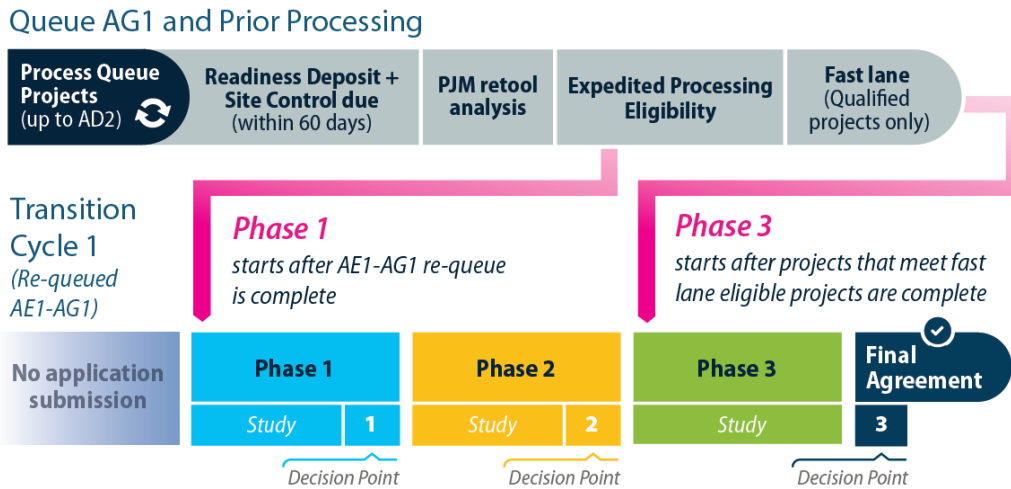 Queue AG1 and Prior Processing
Process Queue
Projects
(up to AD2)
Readiness Deposit +
Site Control due
(within 60 days)
PJM retool
analysis
Expedited Processing
Eligibility
Fast lane
(Qualified
projects only)
Transition
Cycle 1
(Re-queued
AE1-AG1)
Phase 1
starts after AE1-AG1 re-queue
is complete
Phase 3
starts after projects that meet fast
lane eligible projects are complete
No application
submission
Phase 1
Study
1
Decision Point
Phase 2
Study
2
Decision Point
Phase 3
Study
Final
Agreement
3
Decision Point